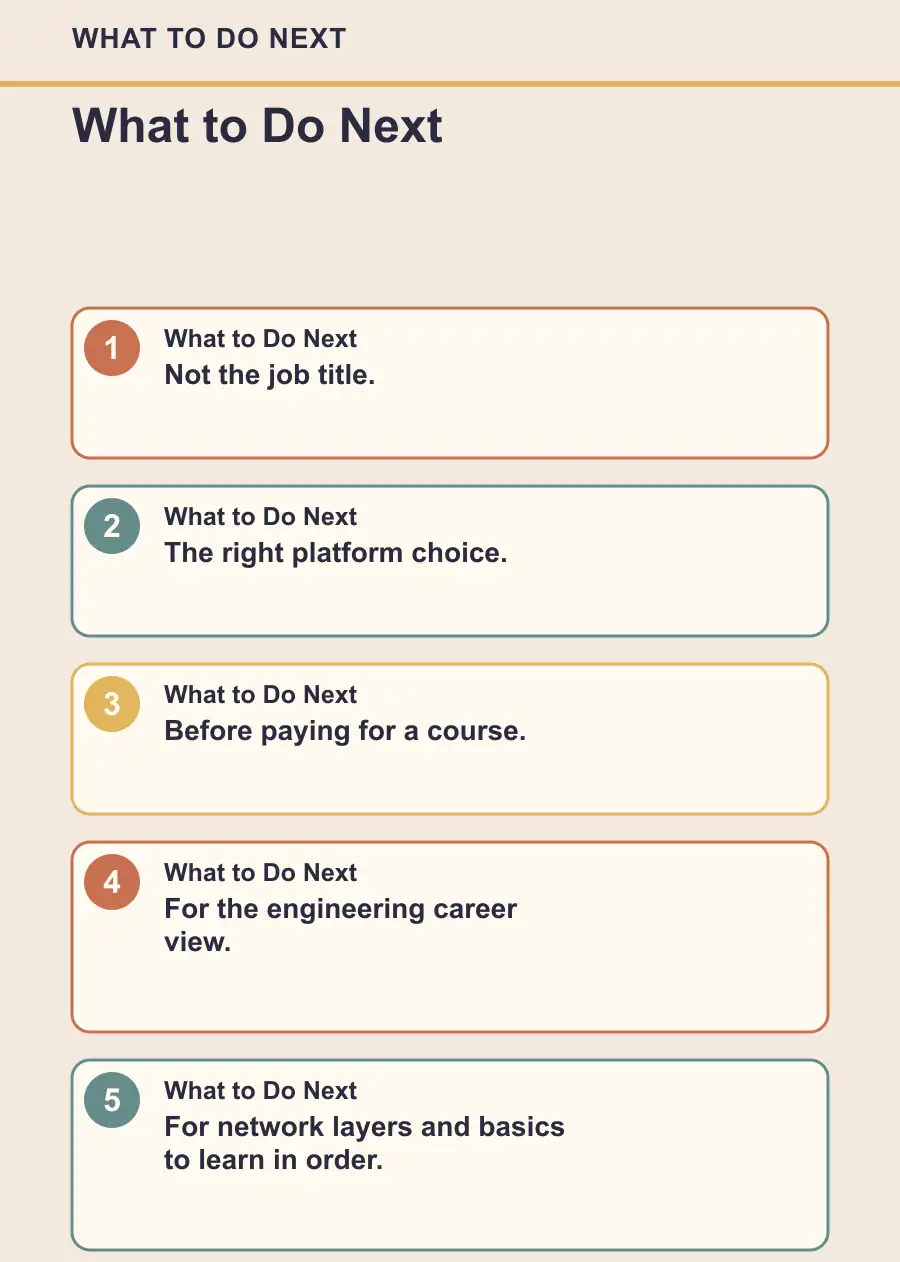 WHAT TO DO NEXT
What to Do Next
1
What to Do Next
Not the job title.
2
What to Do Next
The right platform choice.
3
What to Do Next
Before paying for a course.
4
What to Do Next
For the engineering career
view.
5
What to Do Next
For network layers and basics
to learn in order.